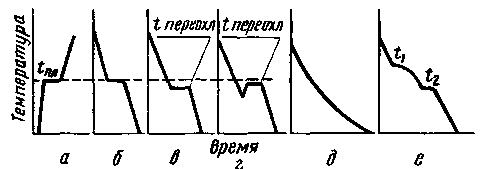 Температура
tпл
t переохл
t переохл
t₁
t₂
а
б
в
время
г
д
е